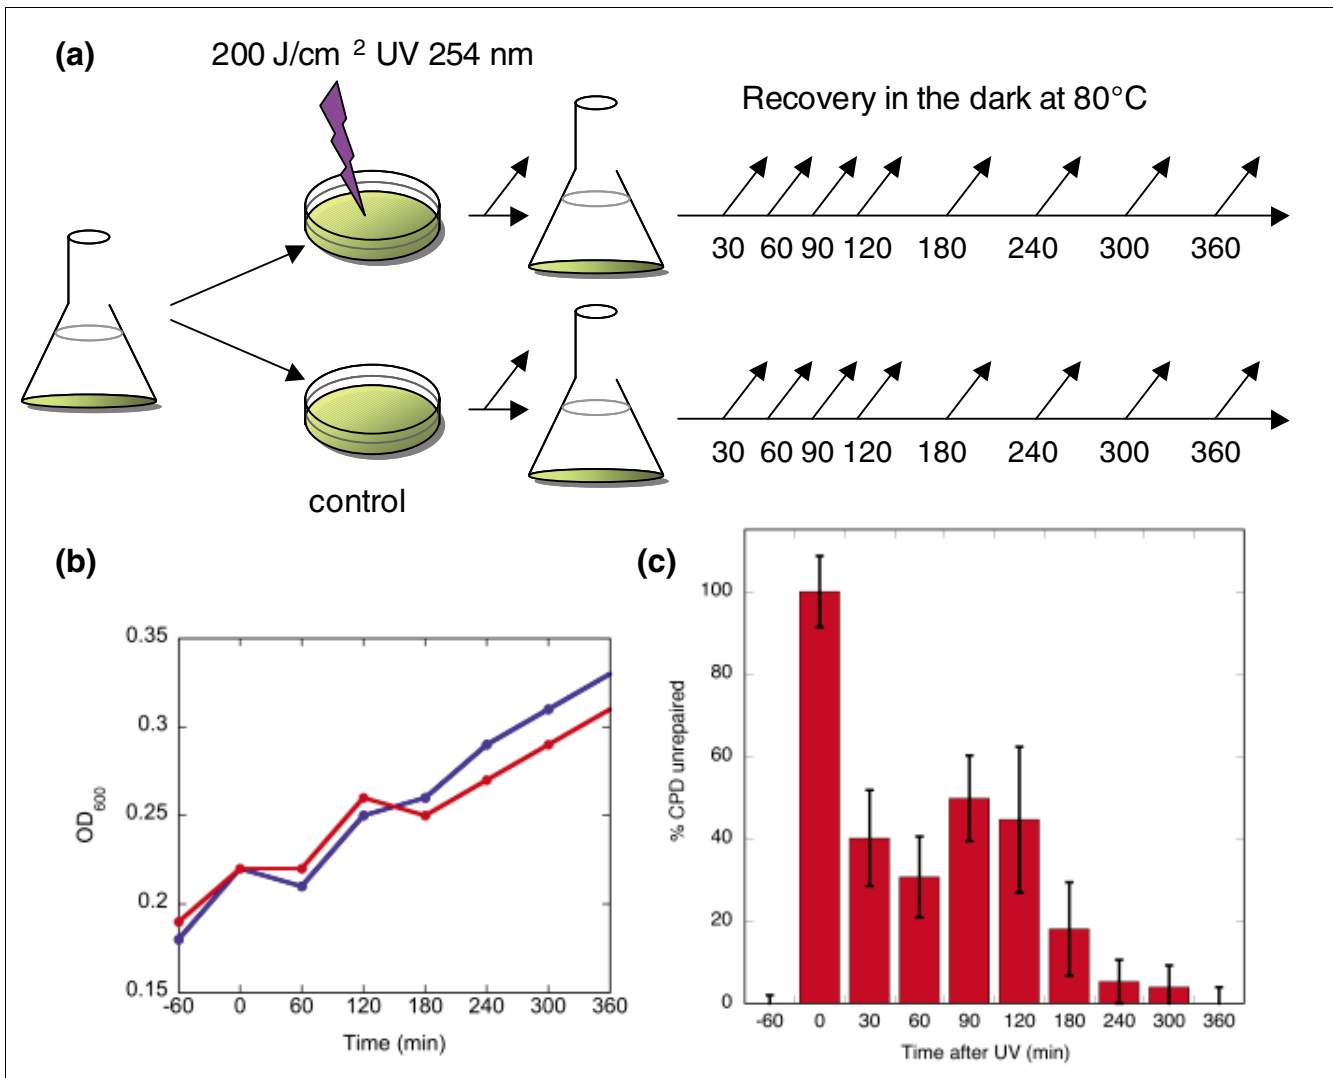 (a)
200 J/cm 2 UV 254 nm
Recovery in the dark at 80°C
30 60 90 120 180 240 300 360
30 60 90 120 180 240 300 360
control
(b)
0.35
0.3
0.25
0.2
0.15
OD600
-60 0 60 120 180 240 300 360
Time (min)
(c)
100
80
60
40
20
0
% CPD unrepaired
-60 0 30 60 90 120 180 240 300 360
Time after UV (min)